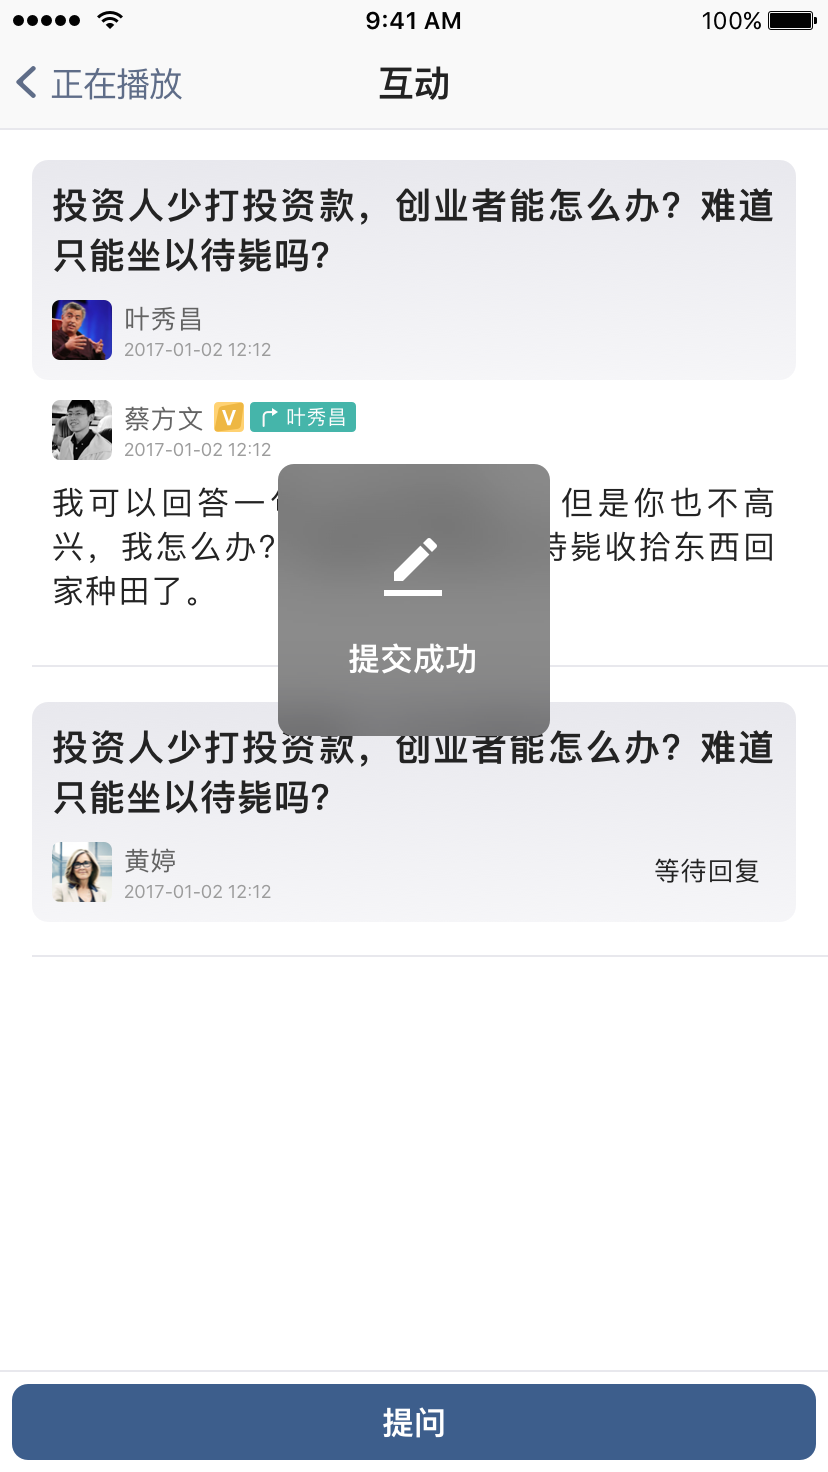 9:41 AM 100%
正在播放 互动
投资人少打投资款，创业者能怎么办？难道
只能坐以待毙吗？
叶秀昌
2017-01-02 12:12
蔡方文 V 叶秀昌
2017-01-02 12:12
我可以回答一 但是你也不高
兴，我怎么办？ 待毙收拾东西回
家种田了。
提交成功
投资人少打投资款，创业者能怎么办？难道
只能坐以待毙吗？
黄婷
2017-01-02 12:12
等待回复
提问